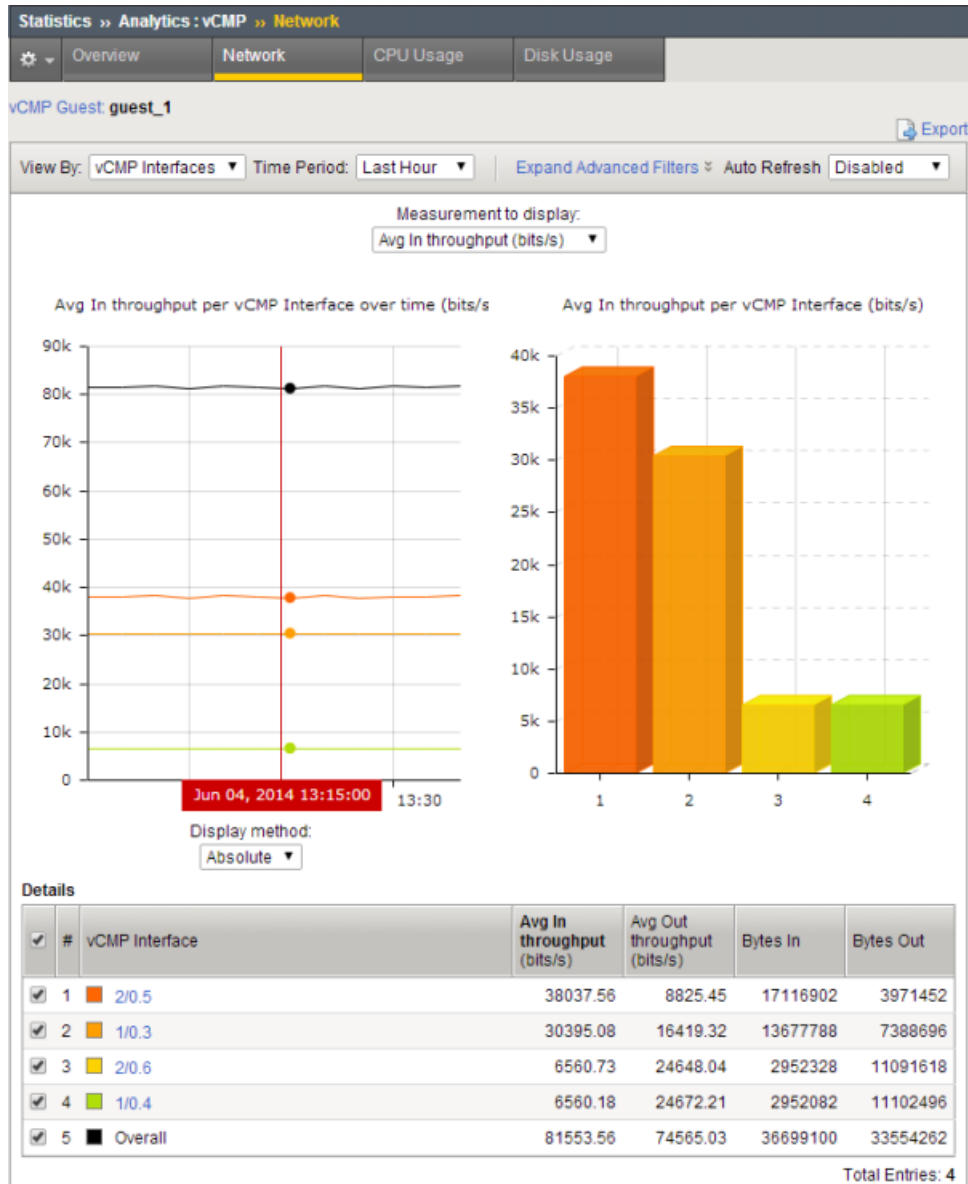 Statistics » Analytics : vCMP » Network
Overview Network CPU Usage Disk Usage
vCMP Guest: guest_1
Export
View By: vCMP Interfaces Time Period: Last Hour Expand Advanced Filters Auto Refresh Disabled
Measurement to display:
Avg In throughput (bits/s)
Avg In throughput per vCMP Interface over time (bits/s
90k
80k
70k
60k
50k
40k
30k
20k
10k
0
Jun 04, 2014 13:15:00 13:30
Avg In throughput per vCMP Interface (bits/s)
40k
35k
30k
25k
20k
15k
10k
5k
0
1 2 3 4
Display method:
Absolute
Details
# vCMP Interface Avg In throughput (bits/s) Avg Out throughput (bits/s) Bytes In Bytes Out
1 2/0.5 38037.56 8825.45 17116902 3971452
2 1/0.3 30395.08 16419.32 13677788 7388696
3 2/0.6 6560.73 24648.04 2952328 11091618
4 1/0.4 6560.18 24672.21 2952082 11102496
5 Overall 81553.56 74565.03 36699100 33554262
Total Entries: 4